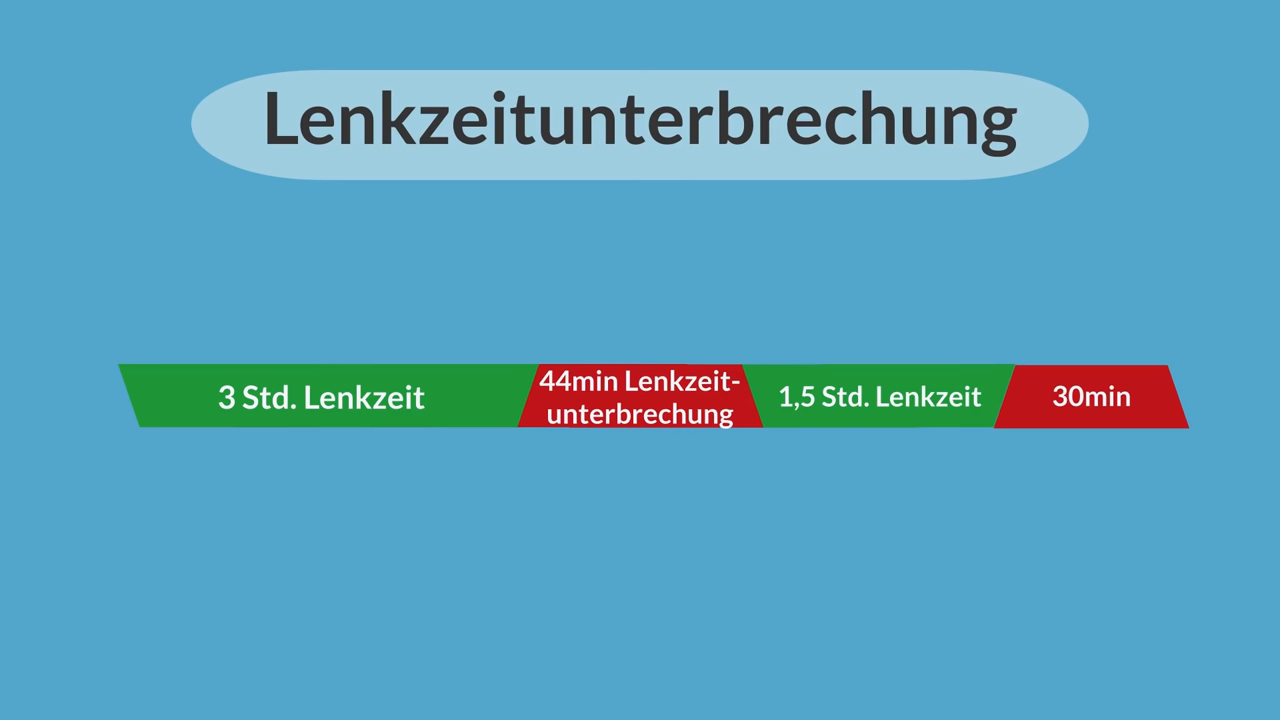 Lenkzeitunterbrechung
3 Std. Lenkzeit
44min Lenkzeit-
unterbrechung
1,5 Std. Lenkzeit
30min